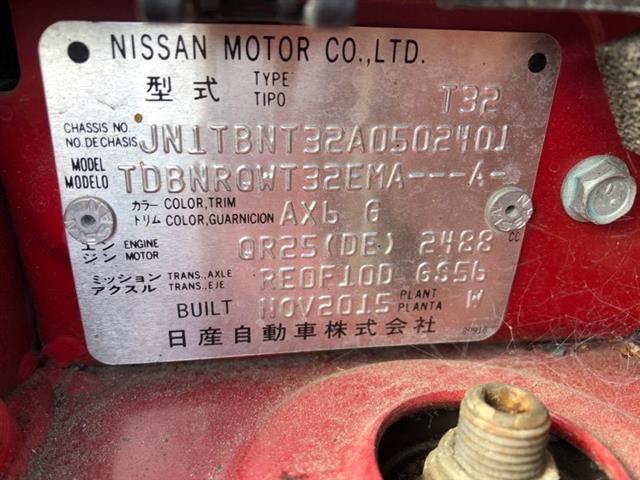 NISSAN MOTOR CO.,LTD.
型式 TYPE TIPO T32
CHASSIS NO. NO.DE CHASIS JN1TBNT32A0502401
MODEL MODELO TDBNRQWT32EMA---A-
カラー COLOR,TRIM トリム COLOR,GUARNICION AX6 G
エンジン ENGINE MOTOR QR25(DE) 2488 CC
ミッション アクスル TRANS.,AXLE TRANS.,EJE RE0F10D GS56
BUILT NOV2015 PLANT PLANTA W
日産自動車株式会社